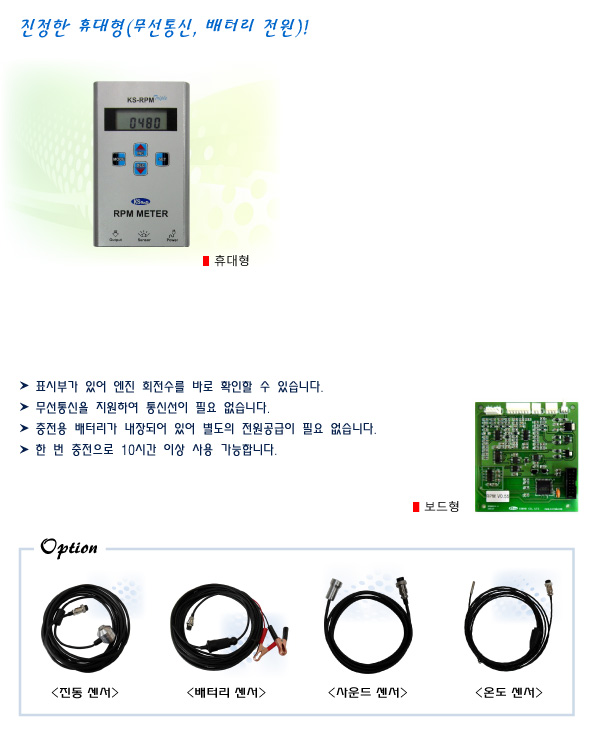 진정한 휴대형(무선통신, 배터리 전원)!
KS-RPM
0480
MODE
RPM METER
Output Sensor Power
휴대형
➤ 표시부가 있어 엔진 회전수를 바로 확인할 수 있습니다.
➤ 무선통신을 지원하여 통신선이 필요 없습니다.
➤ 충전용 배터리가 내장되어 있어 별도의 전원공급이 필요 없습니다.
➤ 한 번 충전으로 10시간 이상 사용 가능합니다.
보드형
Option
<진동 센서> <배터리 센서> <사운드 센서> <온도 센서>